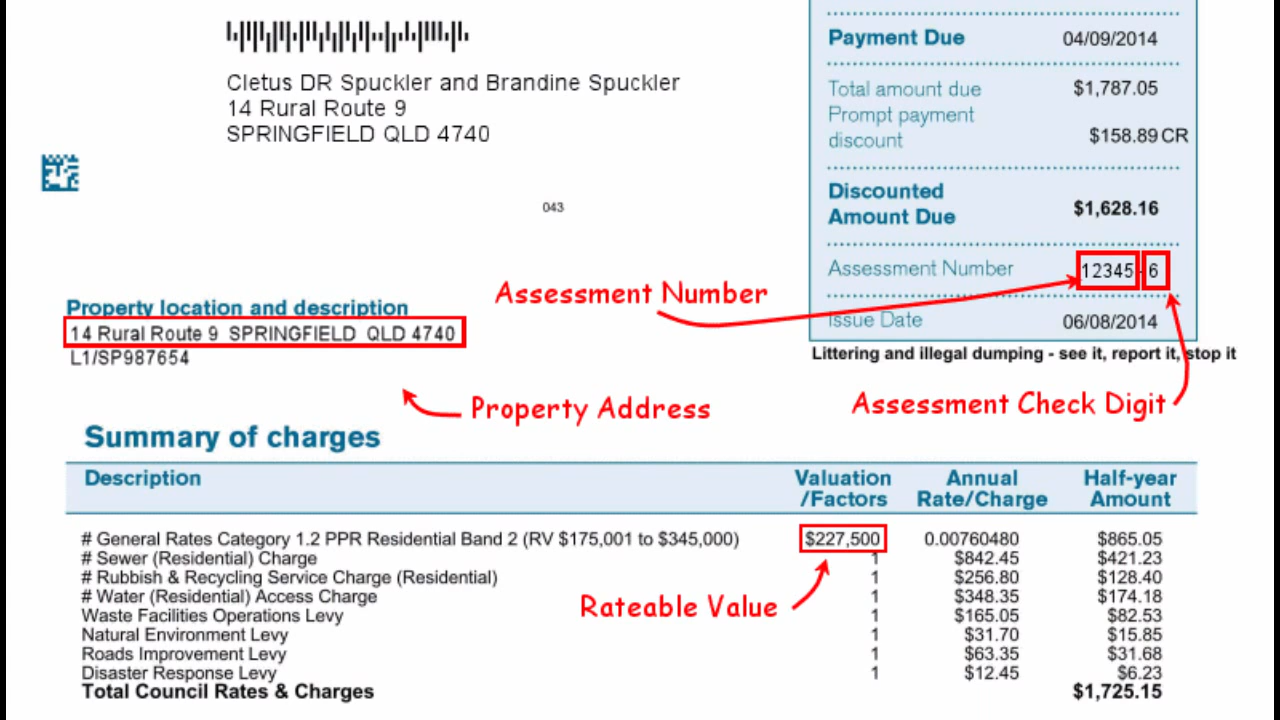 Cletus DR Spuckler and Brandine Spuckler
14 Rural Route 9
SPRINGFIELD QLD 4740
043
Payment Due 04/09/2014
Total amount due $1,787.05
Prompt payment
discount $158.89 CR
Discounted
Amount Due $1,628.16
Assessment Number 12345 - 6
Issue Date 06/08/2014
Littering and illegal dumping - see it, report it, stop it
Assessment Number
Assessment Check Digit
Property location and description
14 Rural Route 9 SPRINGFIELD QLD 4740
L1/SP987654
Property Address
Summary of charges
Description Valuation /Factors Annual Rate/Charge Half-year Amount
# General Rates Category 1.2 PPR Residential Band 2 (RV $175,001 to $345,000) $227,500 0.00760480 $865.05
# Sewer (Residential) Charge 1 $842.45 $421.23
# Rubbish & Recycling Service Charge (Residential) 1 $256.80 $128.40
# Water (Residential) Access Charge 1 $348.35 $174.18
Waste Facilities Operations Levy 1 $165.05 $82.53
Natural Environment Levy 1 $31.70 $15.85
Roads Improvement Levy 1 $63.35 $31.68
Disaster Response Levy 1 $12.45 $6.23
Total Council Rates & Charges $1,725.15
Rateable Value